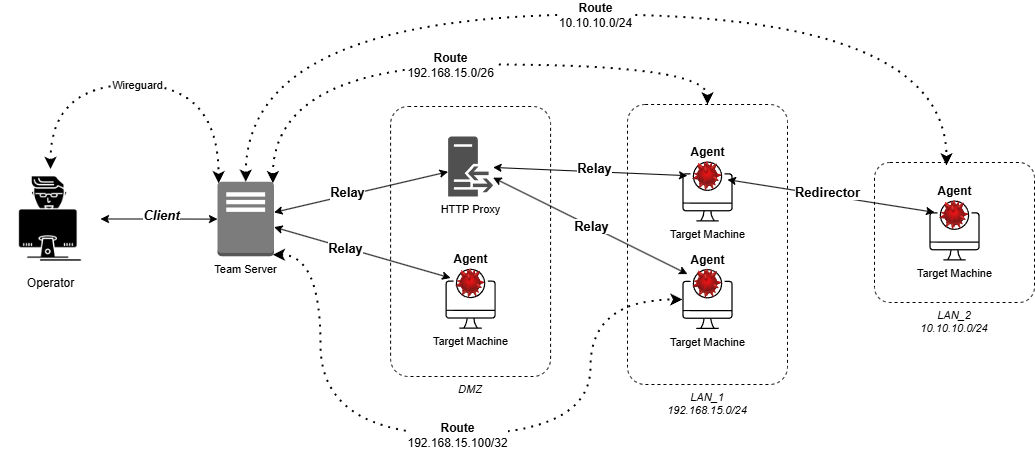 Route
10.10.10.0/24
Route
192.168.15.0/26
Wireguard
Agent
Relay
Relay
HTTP Proxy
Redirector
Agent
Client
Target Machine
Relay
Relay
Team Server
Agent
Agent
Target Machine
Operator
LAN_2
10.10.10.0/24
Target Machine
Target Machine
DMZ
LAN_1
192.168.15.0/24
Route
192.168.15.100/32